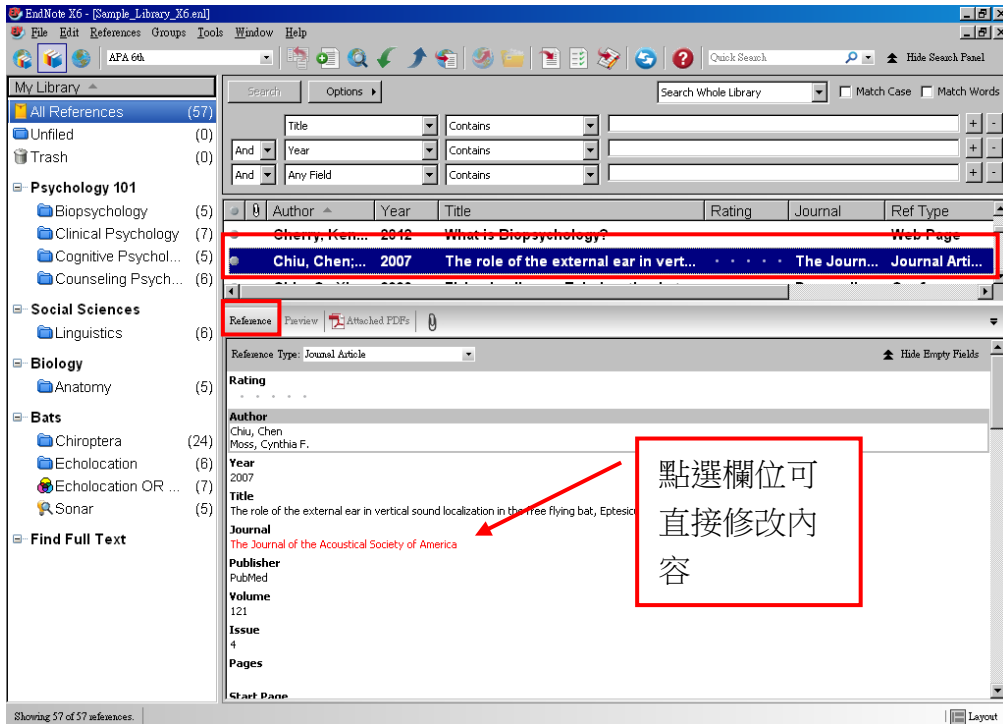 EndNote X6 - [Sample_Library_X6.enl]
File Edit References Groups Tools Window Help
APA 6th
Quick Search
Hide Search Panel
My Library
All References (57)
Unfiled (0)
Trash (0)
Psychology 101
Biopsychology (5)
Clinical Psychology (7)
Cognitive Psychol... (5)
Counseling Psych... (6)
Social Sciences
Linguistics (6)
Biology
Anatomy (5)
Bats
Chiroptera (24)
Echolocation (6)
Echolocation OR ... (7)
Sonar (5)
Find Full Text
Search Options Search Whole Library Match Case Match Words
Title Contains + -
And Year Contains + -
And Any Field Contains + -
Author Year Title Rating Journal Ref Type
Cherry, Ken... 2012 What is Biopsychology? Web Page
Chiu, Chen;... 2007 The role of the external ear in vert... The Journ... Journal Arti...
Reference Preview Attached PDFs
Reference Type: Journal Article Hide Empty Fields
Rating
Author
Chiu, Chen
Moss, Cynthia F.
Year
2007
Title
The role of the external ear in vertical sound localization in the free flying bat,
Journal
The Journal of the Acoustical Society of America
Publisher
PubMed
Volume
121
Issue
4
Pages
Start Page
點選欄位可
直接修改內
容
Showing 57 of 57 references.
Layout